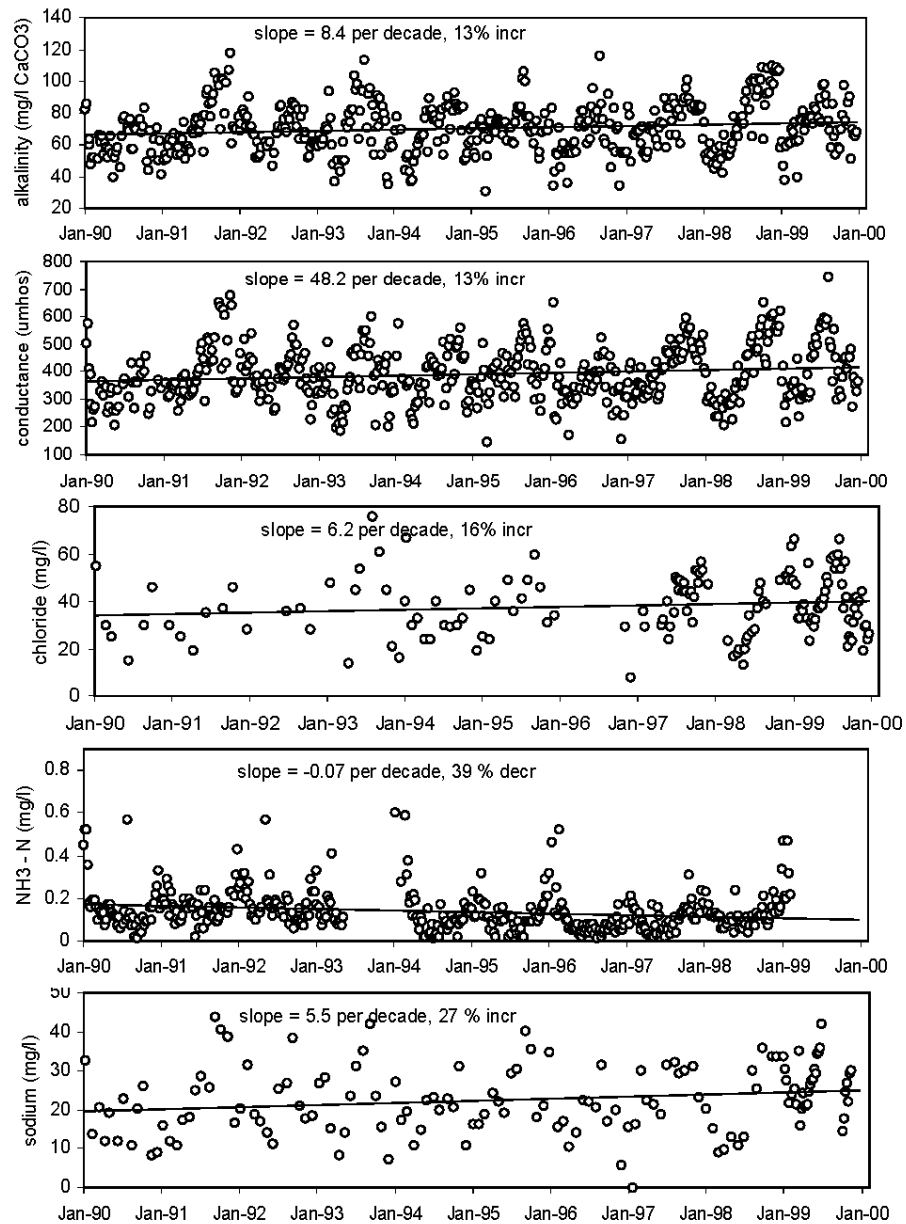 slope = 8.4 per decade, 13% incr
alkalinity (mg/l CaCO3)
140
120
100
80
60
40
20
Jan-90 Jan-91 Jan-92 Jan-93 Jan-94 Jan-95 Jan-96 Jan-97 Jan-98 Jan-99 Jan-00
slope = 48.2 per decade, 13% incr
conductance (umhos)
800
700
600
500
400
300
200
100
Jan-90 Jan-91 Jan-92 Jan-93 Jan-94 Jan-95 Jan-96 Jan-97 Jan-98 Jan-99 Jan-00
slope = 6.2 per decade, 16% incr
chloride (mg/l)
80
60
40
20
0
Jan-90 Jan-91 Jan-92 Jan-93 Jan-94 Jan-95 Jan-96 Jan-97 Jan-98 Jan-99 Jan-00
slope = -0.07 per decade, 39 % decr
NH3 - N (mg/l)
0.8
0.6
0.4
0.2
0
Jan-90 Jan-91 Jan-92 Jan-93 Jan-94 Jan-95 Jan-96 Jan-97 Jan-98 Jan-99 Jan-00
slope = 5.5 per decade, 27 % incr
sodium (mg/l)
50
40
30
20
10
0
Jan-90 Jan-91 Jan-92 Jan-93 Jan-94 Jan-95 Jan-96 Jan-97 Jan-98 Jan-99 Jan-00